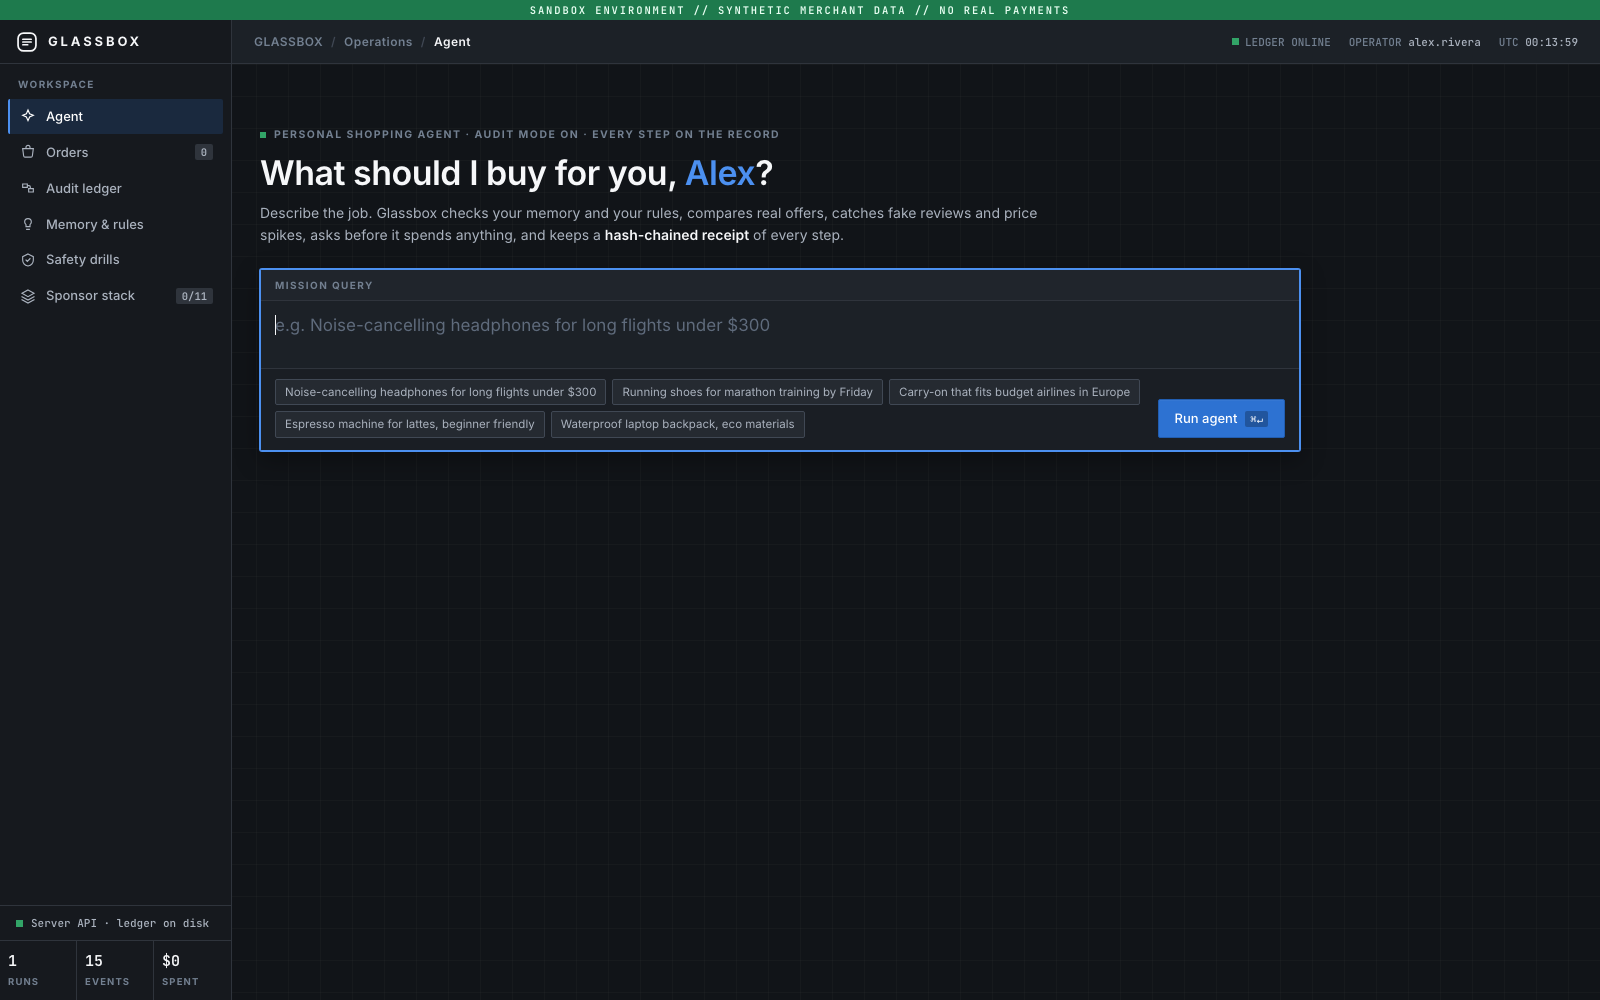 SANDBOX ENVIRONMENT // SYNTHETIC MERCHANT DATA // NO REAL PAYMENTS
GLASSBOX
GLASSBOX / Operations / Agent
LEDGER ONLINE OPERATOR alex.rivera UTC 00:13:59
WORKSPACE
Agent
Orders 0
Audit ledger
Memory & rules
Safety drills
Sponsor stack 0/11
PERSONAL SHOPPING AGENT · AUDIT MODE ON · EVERY STEP ON THE RECORD
What should I buy for you, Alex?
Describe the job. Glassbox checks your memory and your rules, compares real offers, catches fake reviews and price
spikes, asks before it spends anything, and keeps a hash-chained receipt of every step.
MISSION QUERY
e.g. Noise-cancelling headphones for long flights under $300
Noise-cancelling headphones for long flights under $300 Running shoes for marathon training by Friday Carry-on that fits budget airlines in Europe
Espresso machine for lattes, beginner friendly Waterproof laptop backpack, eco materials
Run agent ⌘↵
Server API · ledger on disk
1 15 $0
RUNS EVENTS SPENT